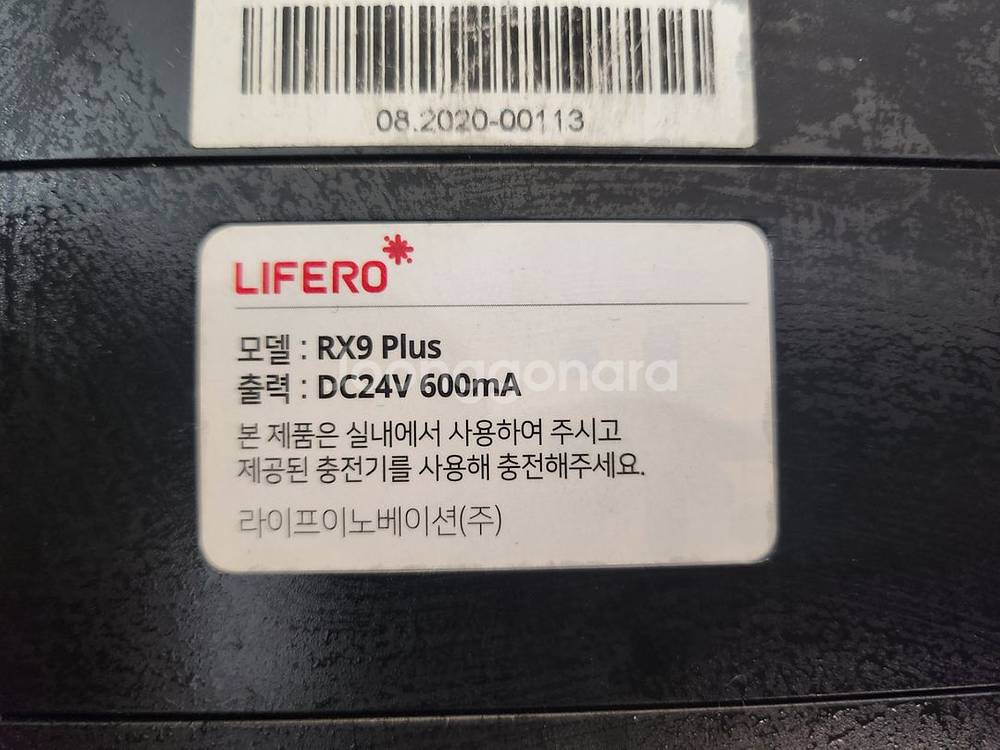 08.2020-00113
LIFERO
모델 : RX9 Plus
출력 : DC24V 600mA
joonggonara
본 제품은 실내에서 사용하여 주시고
제공된 충전기를 사용해 충전해주세요.
라이프이노베이션(주)